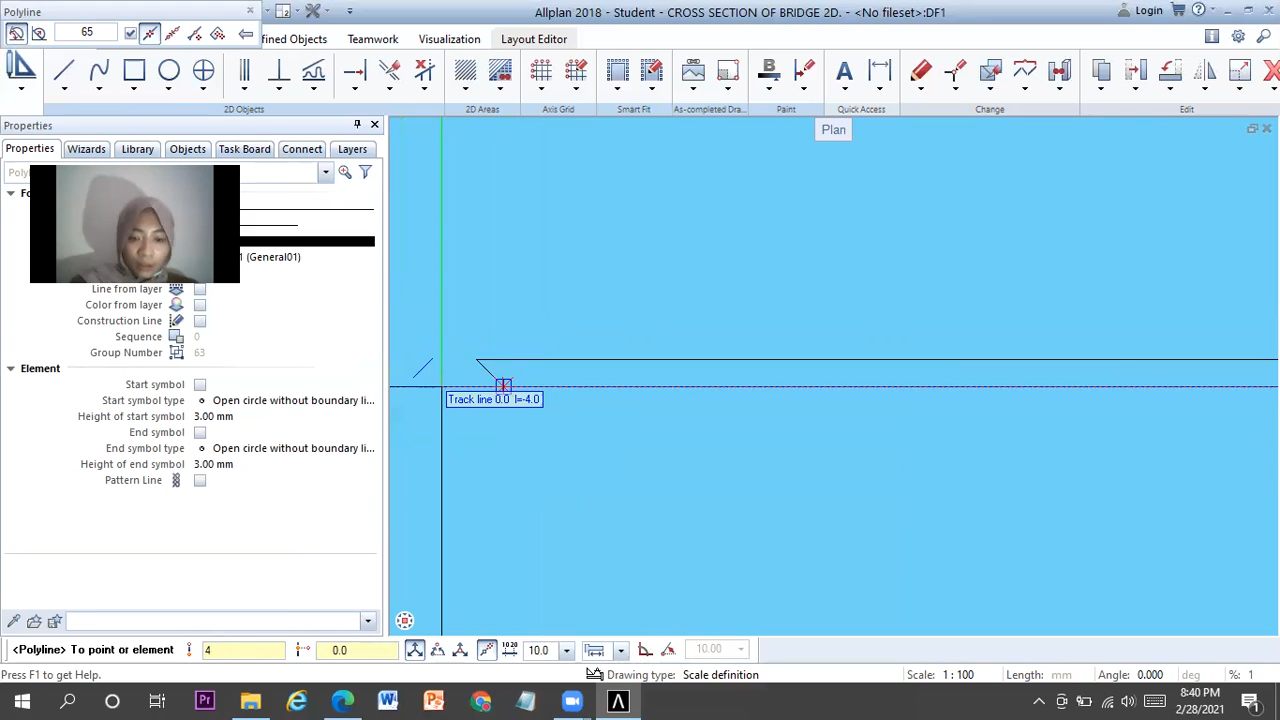 Polyline
Allplan 2018 - Student - CROSS SECTION OF BRIDGE 2D. - <No fileset>:DF1
Login
65
fined Objects
Teamwork
Visualization
Layout Editor
2D Objects
2D Areas
Axis Grid
Smart Fit
As-completed Dra...
Paint
Quick Access
Change
Edit
Properties
Plan
Properties
Wizards
Library
Objects
Task Board
Connect
Layers
Fo
1 (General01)
Line from layer
Color from layer
Construction Line
Sequence 0
Group Number 63
Element
Start symbol
Start symbol type Open circle without boundary li...
Height of start symbol 3.00 mm
End symbol
End symbol type Open circle without boundary li...
Height of end symbol 3.00 mm
Pattern Line
Track line 0.0 l=-4.0
<Polyline> To point or element 4 0.0 10.0 10.00
Press F1 to get Help.
Drawing type: Scale definition
Scale: 1 : 100
Length: mm
Angle: 0.000 deg
%: 1
8:40 PM
2/28/2021